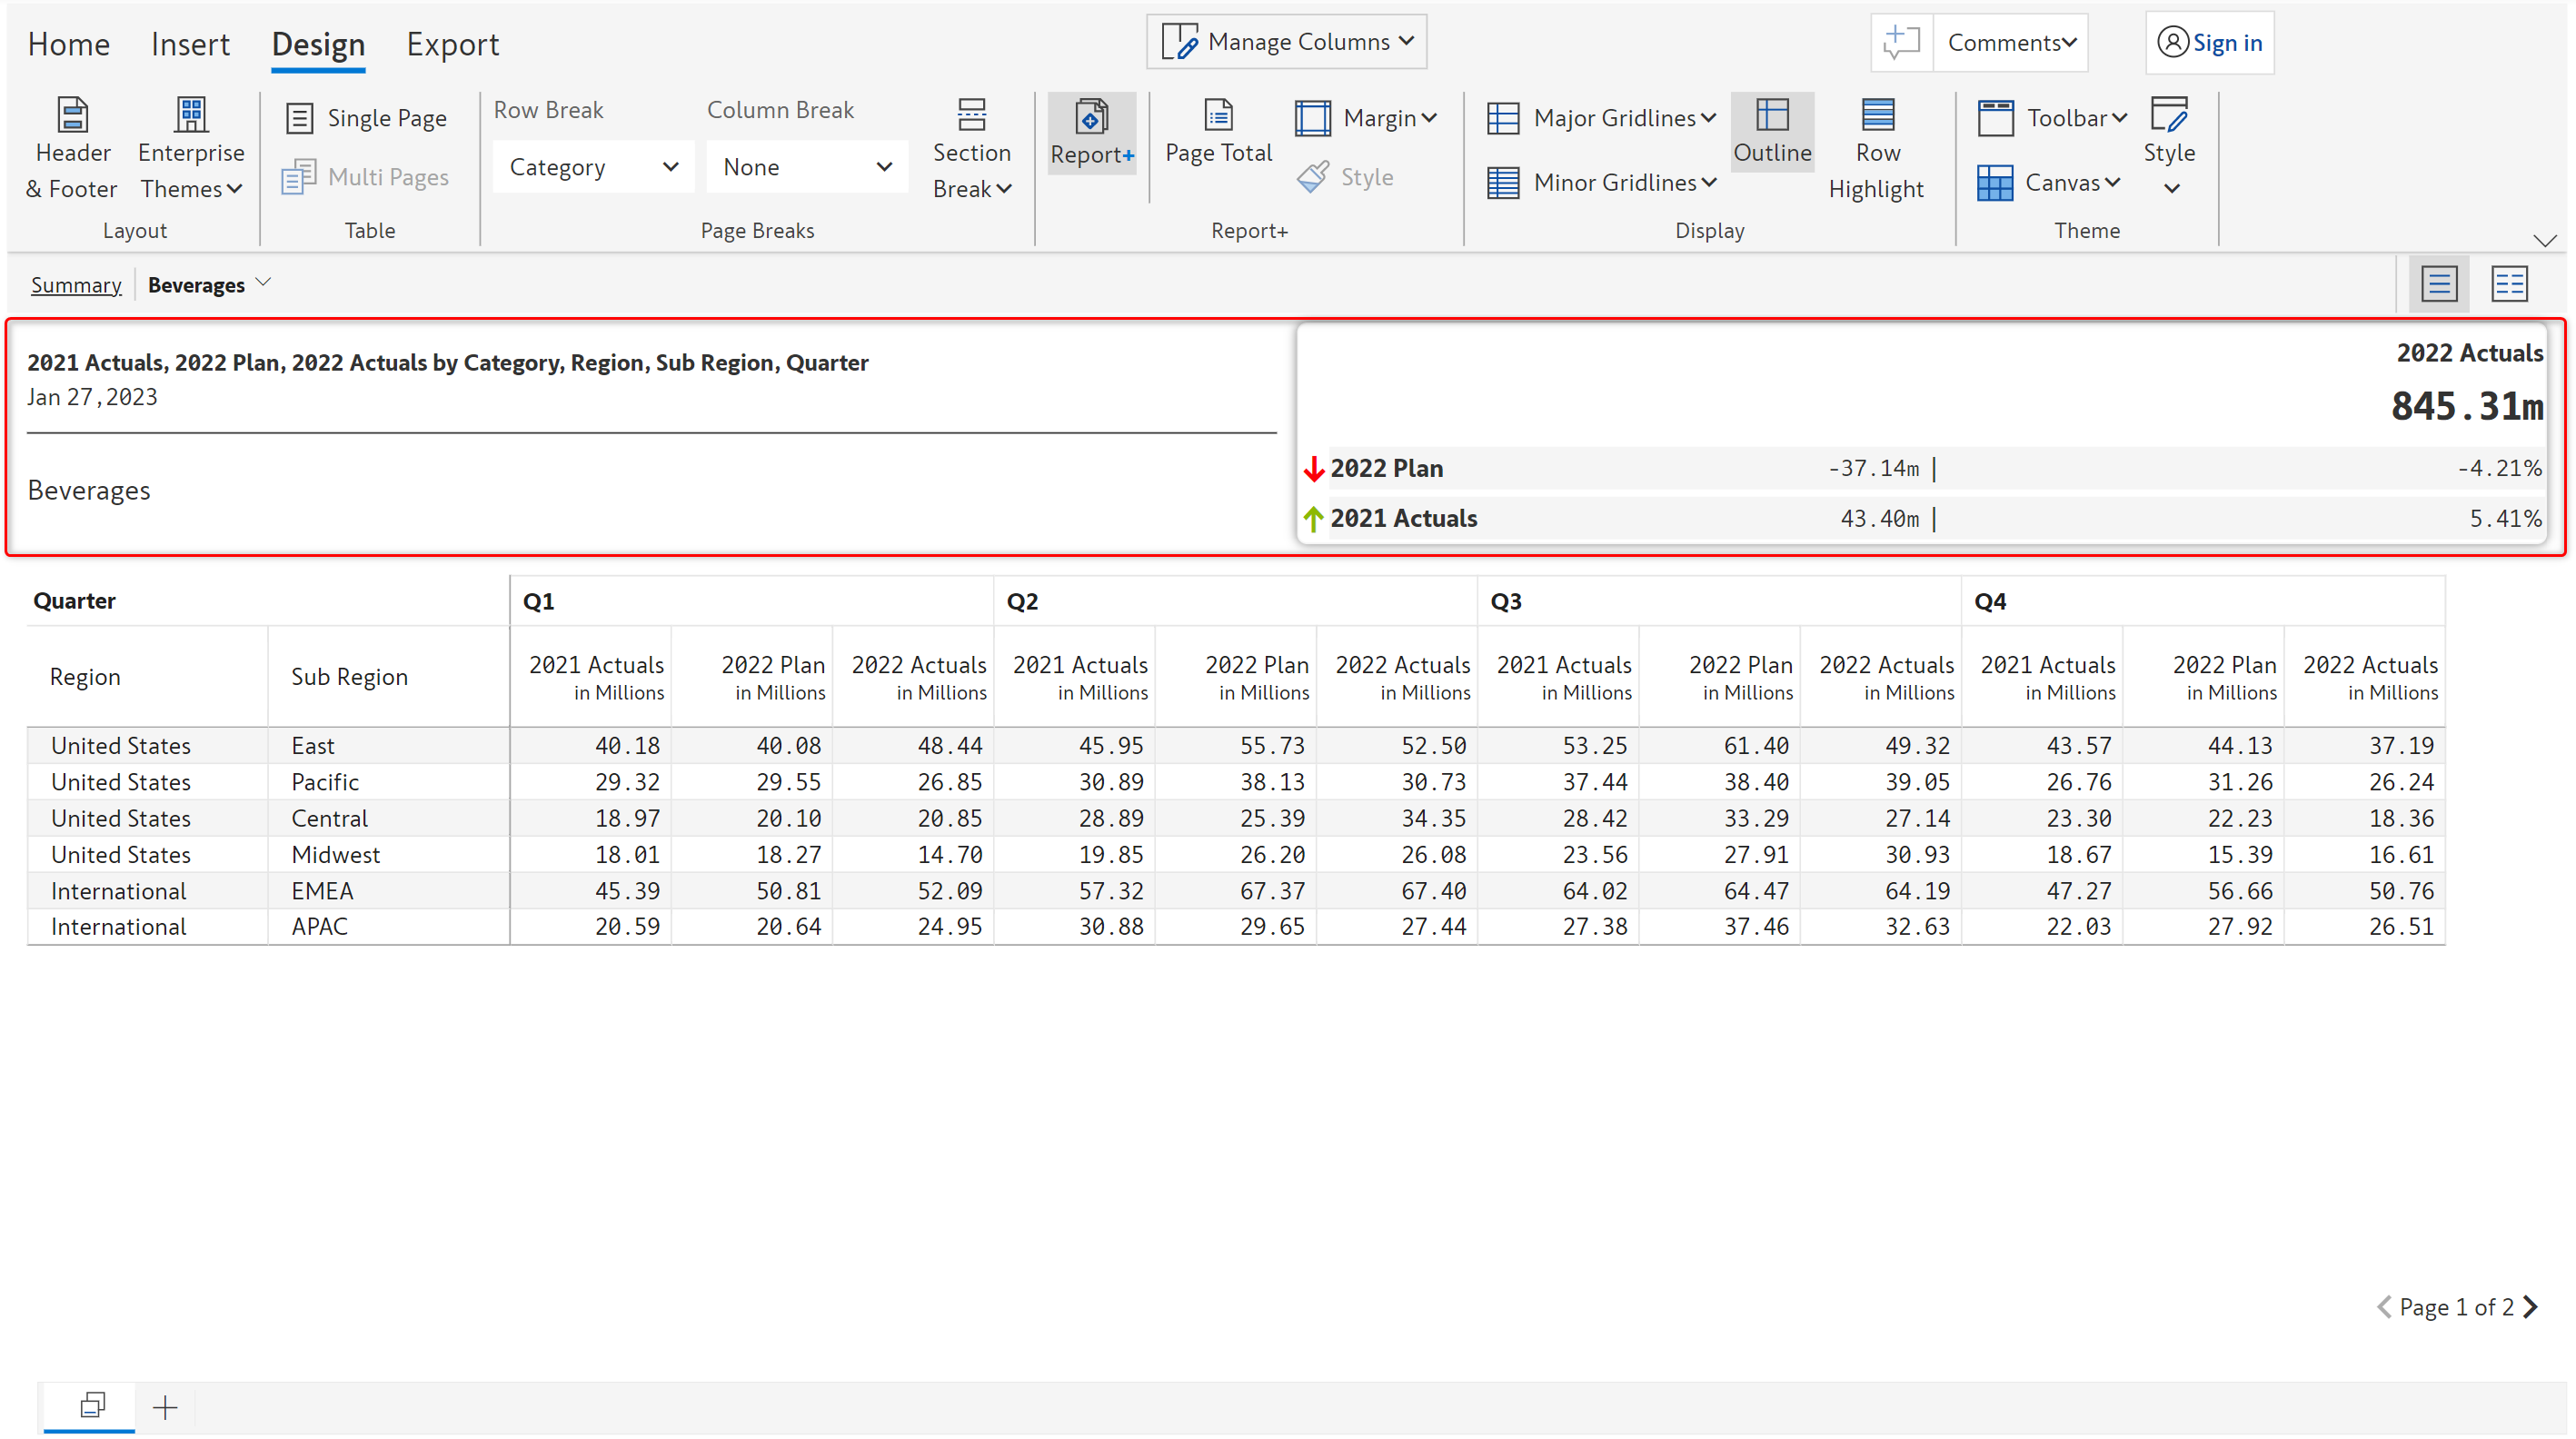 Home Insert Design Export Manage Columns Comments Sign in
Header & Footer
Enterprise Themes
Layout
Single Page
Multi Pages
Table
Row Break
Category
Column Break
None
Section Break
Page Breaks
Report+
Page Total
Margin
Style
Report+
Major Gridlines
Minor Gridlines
Outline
Row Highlight
Display
Toolbar
Canvas
Style
Theme
Summary Beverages
2021 Actuals, 2022 Plan, 2022 Actuals by Category, Region, Sub Region, Quarter
Jan 27,2023
Beverages
2022 Actuals
845.31m
2022 Plan -37.14m | -4.21%
2021 Actuals 43.40m | 5.41%
Quarter Q1 Q2 Q3 Q4
Region Sub Region 2021 Actuals 2022 Plan 2022 Actuals 2021 Actuals 2022 Plan 2022 Actuals 2021 Actuals 2022 Plan 2022 Actuals 2021 Actuals 2022 Plan 2022 Actuals
in Millions in Millions in Millions in Millions in Millions in Millions in Millions in Millions in Millions in Millions in Millions in Millions
United States East 40.18 40.08 48.44 45.95 55.73 52.50 53.25 61.40 49.32 43.57 44.13 37.19
United States Pacific 29.32 29.55 26.85 30.89 38.13 30.73 37.44 38.40 39.05 26.76 31.26 26.24
United States Central 18.97 20.10 20.85 28.89 25.39 34.35 28.42 33.29 27.14 23.30 22.23 18.36
United States Midwest 18.01 18.27 14.70 19.85 26.20 26.08 23.56 27.91 30.93 18.67 15.39 16.61
International EMEA 45.39 50.81 52.09 57.32 67.37 67.40 64.02 64.47 64.19 47.27 56.66 50.76
International APAC 20.59 20.64 24.95 30.88 29.65 27.44 27.38 37.46 32.63 22.03 27.92 26.51
Page 1 of 2